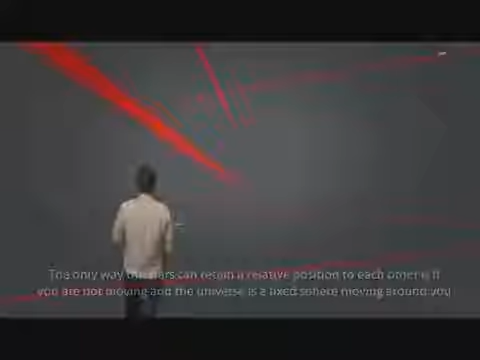 The only way the stars can retain a relative position to each other is if
you are not moving and the universe is a fixed sphere moving around you